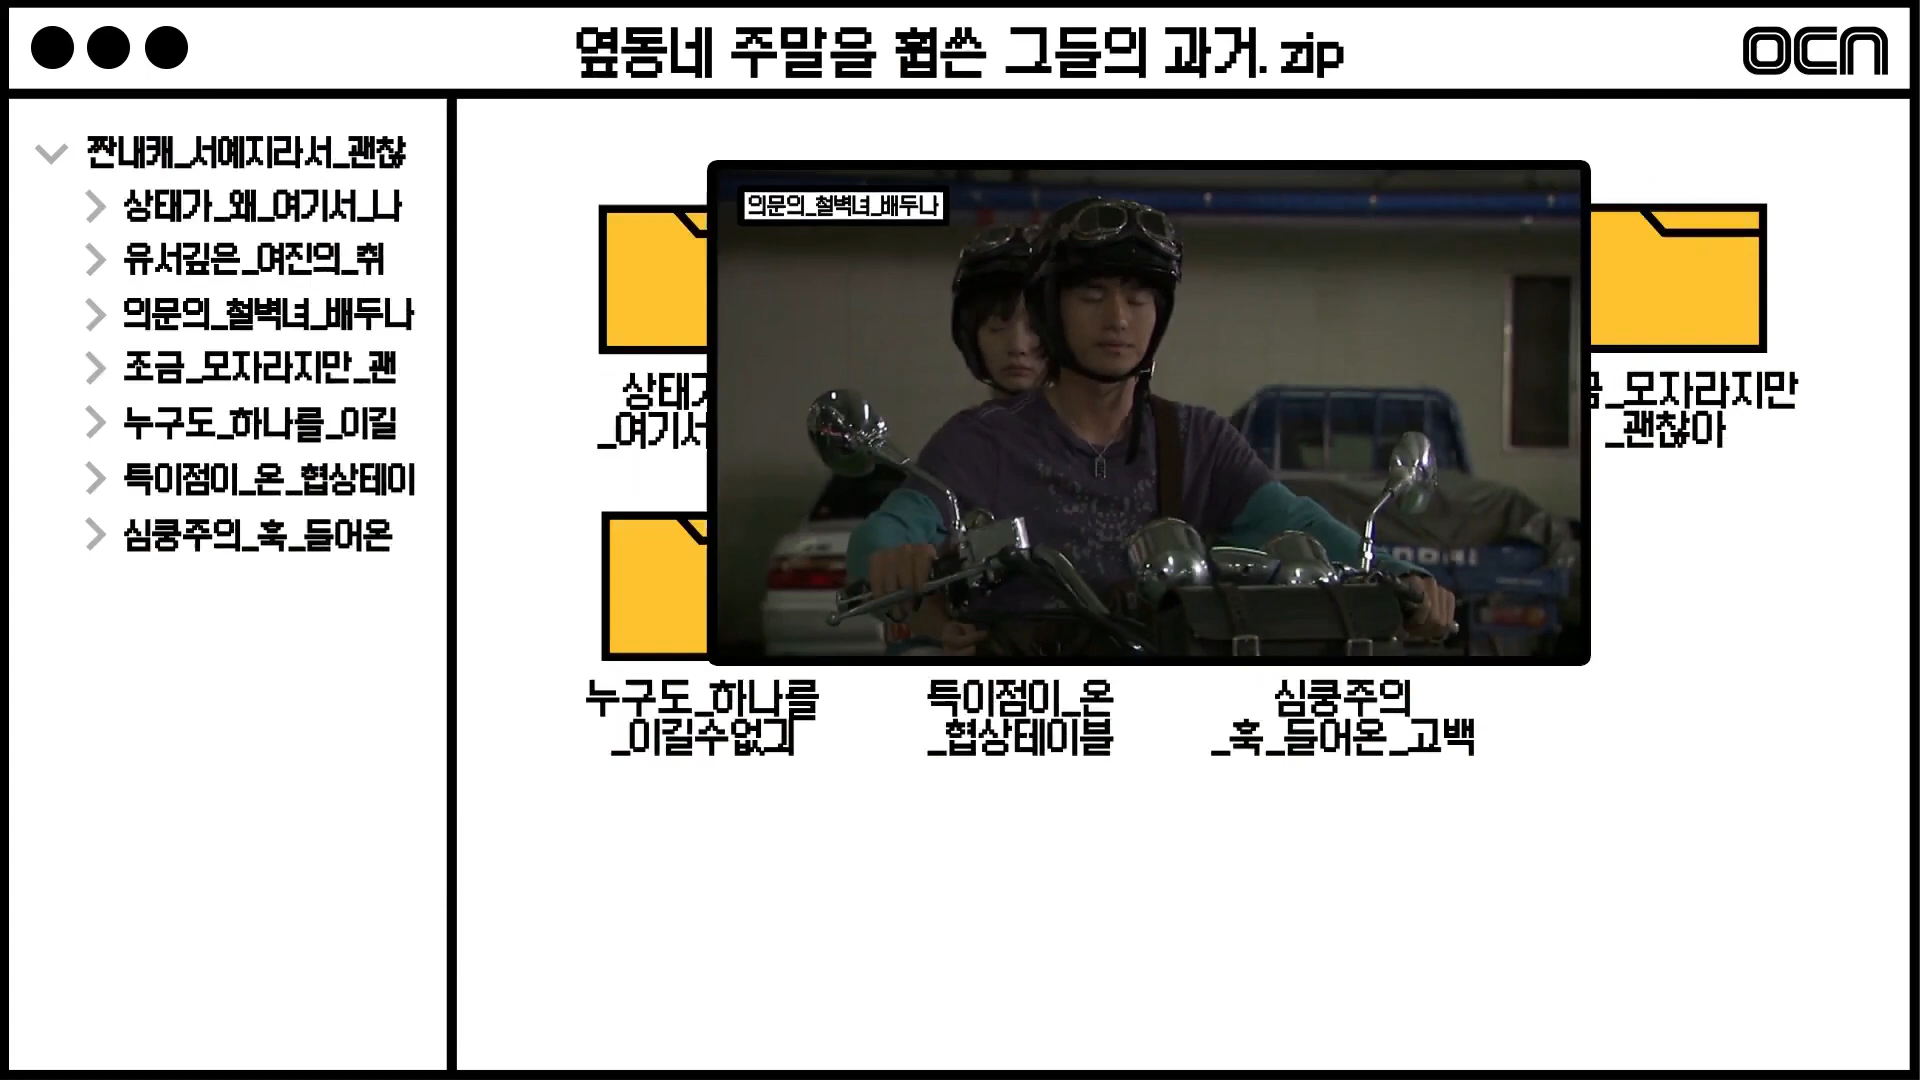 옆동네 주말을 휩쓴 그들의 과거. zip
OCN
짠내캐_서예지라서_괜찮
상태가_왜_여기서_나
유서깊은_여진의_취
의문의_철벽녀_배두나
조금_모자라지만_괜
누구도_하나를_이길
특이점이_온_협상테이
심쿵주의_훅_들어온
의문의_철벽녀_배두나
상태가
_여기서
금_모자라지만
_괜찮아
누구도_하나를
_이길수없긔
특이점이_온
_협상테이블
심쿵주의
_훅_들어온_고백